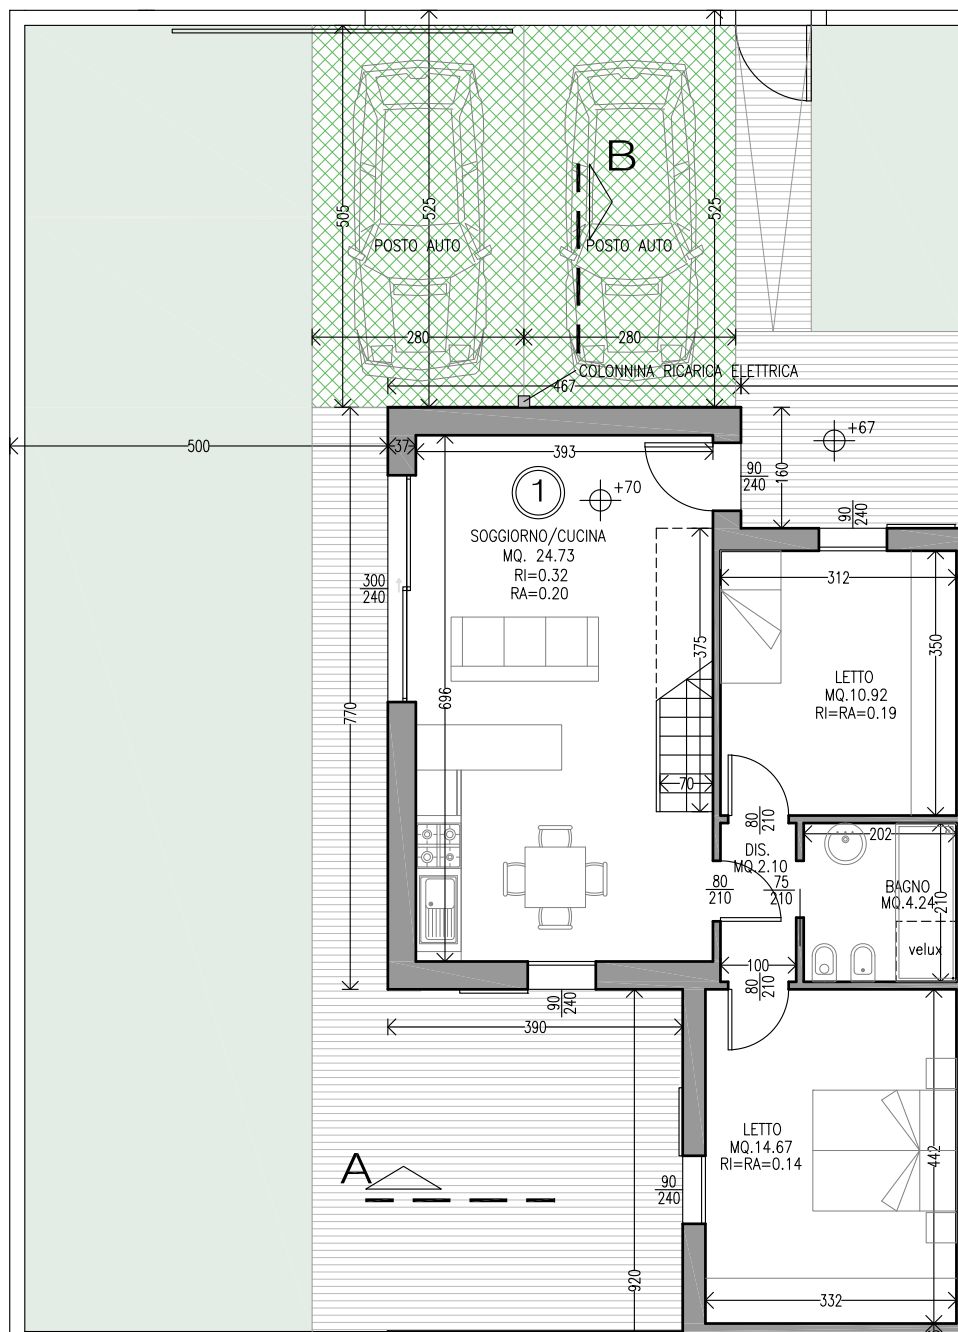 B
505
525
525
POSTO AUTO
POSTO AUTO
280
280
COLONNINA RICARICA ELETTRICA
467
500
37
393
+67
90
240
160
90
240
1
+70
SOGGIORNO/CUCINA
MQ. 24.73
RI=0.32
RA=0.20
300
240
312
350
375
LETTO
MQ.10.92
RI=RA=0.19
696
770
70
80
210
202
DIS.
MQ.2.10
80
210
75
210
BAGNO
MQ.4.24
210
velux
100
80
210
90
240
390
LETTO
MQ.14.67
RI=RA=0.14
442
A
90
240
920
332